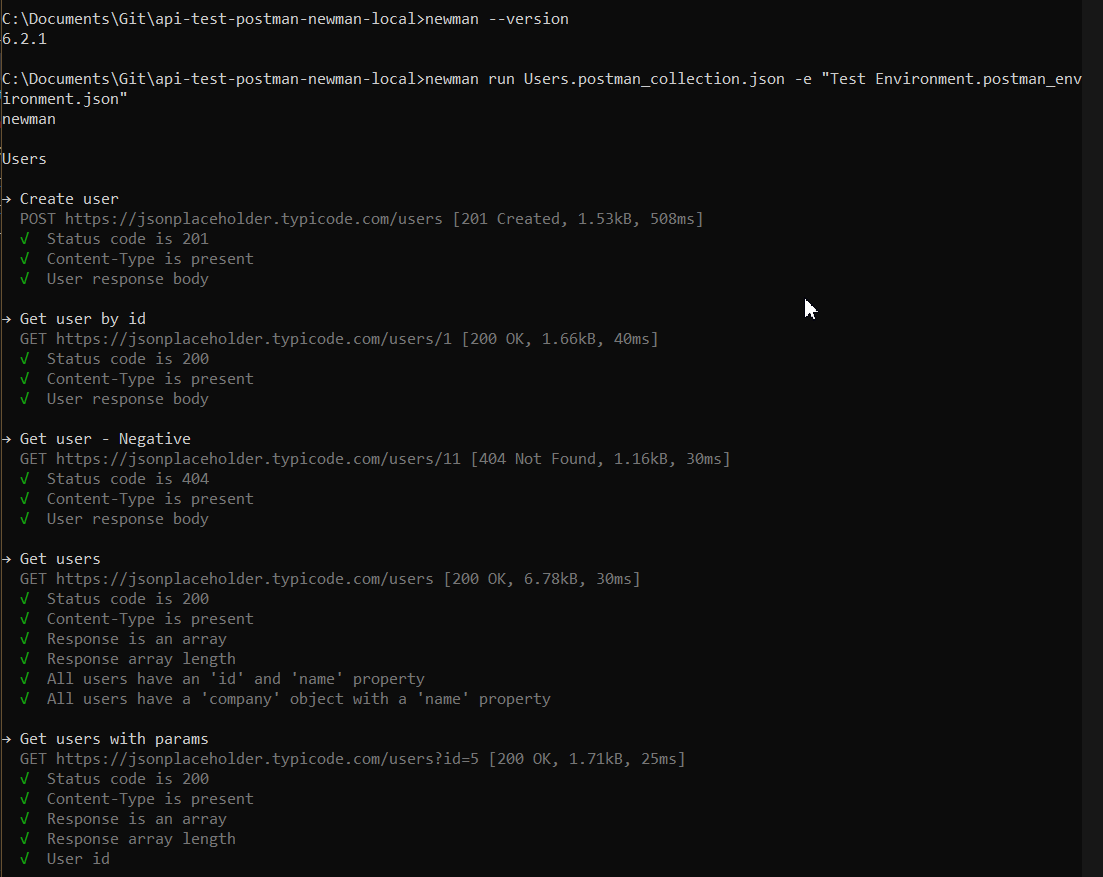 C:\Documents\Git\api-test-postman-newman-local>newman --version
6.2.1
C:\Documents\Git\api-test-postman-newman-local>newman run Users.postman_collection.json -e "Test Environment.postman_env
ironment.json"
newman
Users
→ Create user
POST https://jsonplaceholder.typicode.com/users [201 Created, 1.53kB, 508ms]
√ Status code is 201
√ Content-Type is present
√ User response body
→ Get user by id
GET https://jsonplaceholder.typicode.com/users/1 [200 OK, 1.66kB, 40ms]
√ Status code is 200
√ Content-Type is present
√ User response body
→ Get user - Negative
GET https://jsonplaceholder.typicode.com/users/11 [404 Not Found, 1.16kB, 30ms]
√ Status code is 404
√ Content-Type is present
√ User response body
→ Get users
GET https://jsonplaceholder.typicode.com/users [200 OK, 6.78kB, 30ms]
√ Status code is 200
√ Content-Type is present
√ Response is an array
√ Response array length
√ All users have an 'id' and 'name' property
√ All users have a 'company' object with a 'name' property
→ Get users with params
GET https://jsonplaceholder.typicode.com/users?id=5 [200 OK, 1.71kB, 25ms]
√ Status code is 200
√ Content-Type is present
√ Response is an array
√ Response array length
√ User id